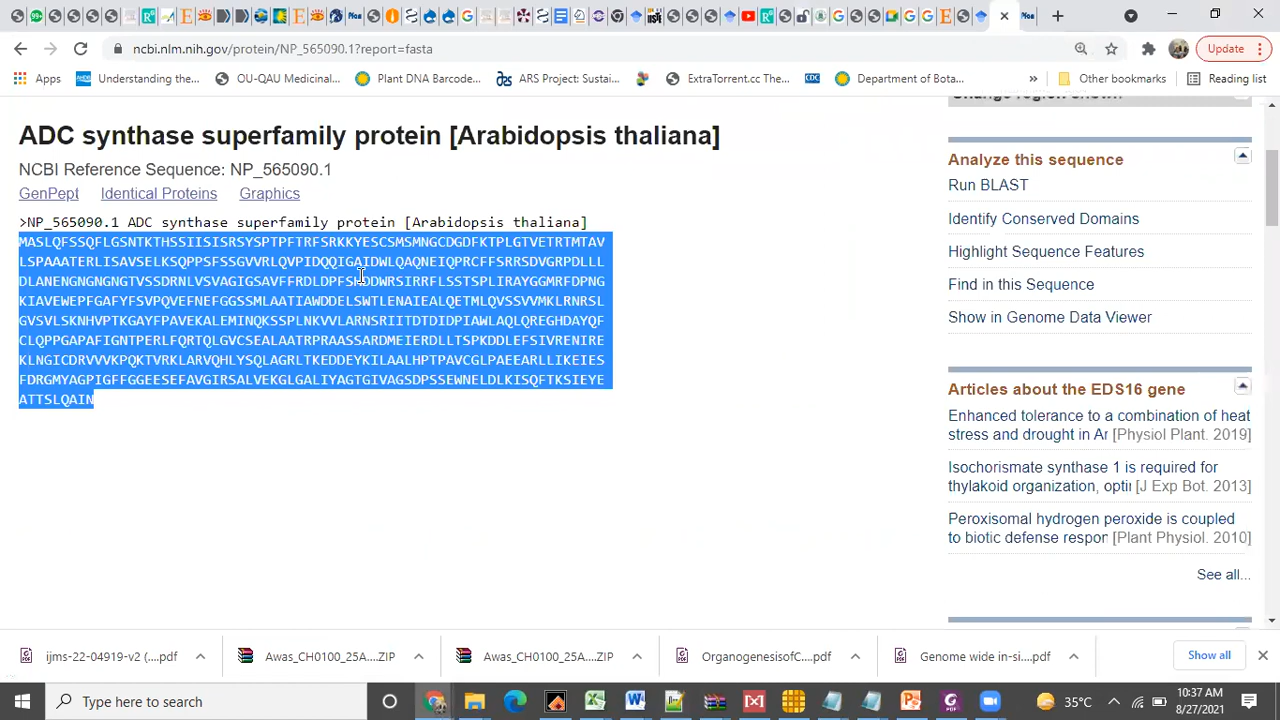 ncbi.nlm.nih.gov/protein/NP_565090.1?report=fasta
Update
Apps
Understanding the...
OU-QAU Medicinal...
Plant DNA Barcode...
ARS Project: Sustai...
ExtraTorrent.cc The...
CDC
Department of Bota...
»
Other bookmarks
Reading list
ADC synthase superfamily protein [Arabidopsis thaliana]
NCBI Reference Sequence: NP_565090.1
GenPept Identical Proteins Graphics
>NP_565090.1 ADC synthase superfamily protein [Arabidopsis thaliana]
MASLQFSSQFLGSNTKTHSSIISISRSYSPTPFTRFSRKKYESCSMSMNGCDGDFKTPLGTVETRTMTAV
LSPAAATERLISAVSELKSQPPSFSSGVVRLQVPIDQQIGAIDWLQAQNEIQPRCFFSRRSDVGRPDLLL
KIAVEWEPFGAFYFSVPQVEFNEFGGSSMLAATIAWDDELSWTLENAIEALQETMLQVSSVVMKLRNRSL
GVSVLSKNHVPTKGAYFPAVEKALEMINQKSSPLNKVVLARNSRIITDTDIDPIAWLAQLQREGHDAYQF
CLQPPGAPAFIGNTPERLFQRTQLGVCSEALAATRPRAASSARDMEIERDLLTSPKDDLEFSIVRENIRE
KLNGICDRVVVKPQKTVRKLARVQHLYSQLAGRLTKEDDEYKILAALHPTPAVCGLPAEEARLLIKEIES
FDRGMYAGPIGFFGGEESEFAVGIRSALVEKGLGALIYAGTGIVAGSDPSSEWNELDLKISQFTKSIEYE
ATTSLQAIN
Analyze this sequence
Run BLAST
Identify Conserved Domains
Highlight Sequence Features
Find in this Sequence
Show in Genome Data Viewer
Articles about the EDS16 gene
Enhanced tolerance to a combination of heat
stress and drought in Ar [Physiol Plant. 2019]
Isochorismate synthase 1 is required for
thylakoid organization, optir [J Exp Bot. 2013]
Peroxisomal hydrogen peroxide is coupled
to biotic defense respor [Plant Physiol. 2010]
See all...
ijms-22-04919-v2 (....pdf
Awas_CH0100_25A....ZIP
Awas_CH0100_25A....ZIP
OrganogenesisofC....pdf
Genome wide in-si....pdf
Show all
Type here to search
35°C
10:37 AM
8/27/2021